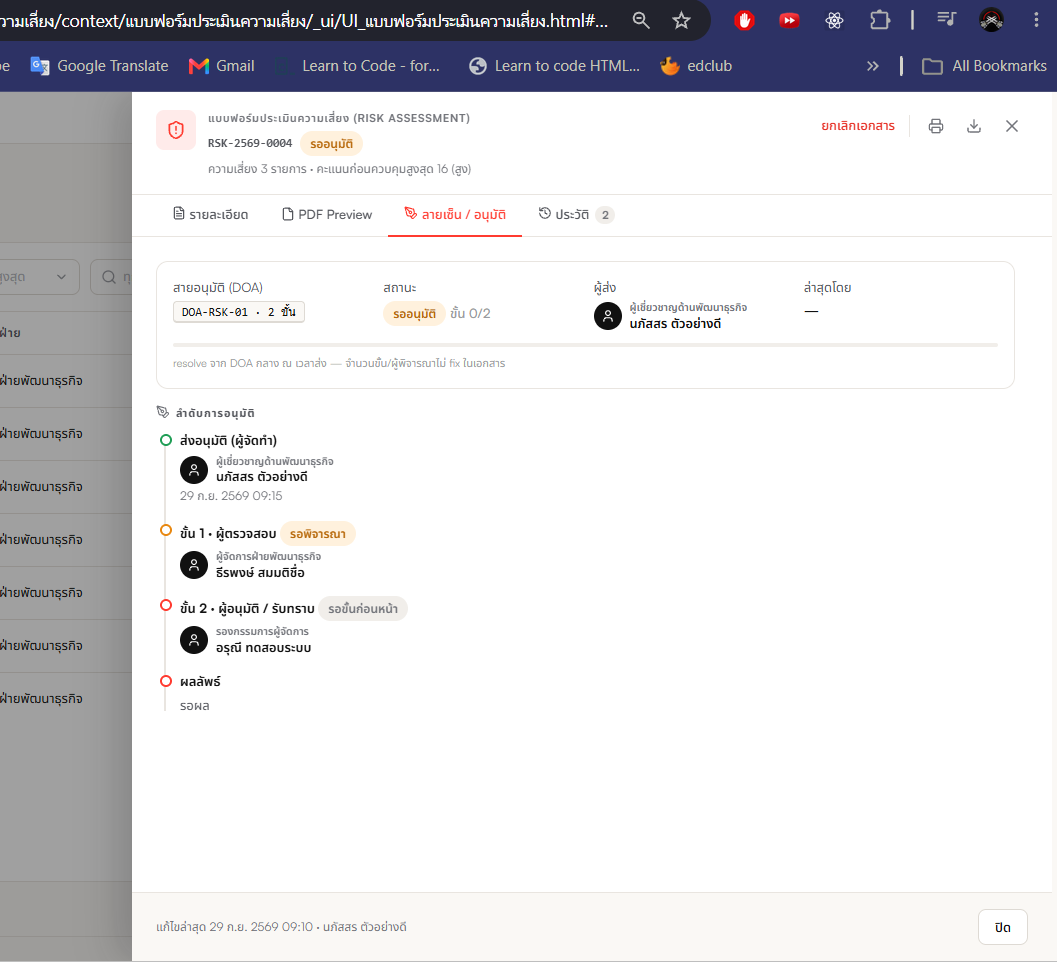 วามเสี่ยง/context/แบบฟอร์มประเมินความเสี่ยง/_ui/UI_แบบฟอร์มประเมินความเสี่ยง.html#...
Google Translate
Gmail
Learn to Code - for...
Learn to code HTML...
edclub
All Bookmarks
แบบฟอร์มประเมินความเสี่ยง (RISK ASSESSMENT)
RSK-2569-0004 รออนุมัติ
ความเสี่ยง 3 รายการ • คะแนนก่อนควบคุมสูงสุด 16 (สูง)
ยกเลิกเอกสาร
รายละเอียด
PDF Preview
ลายเซ็น / อนุมัติ
ประวัติ 2
ฝ่าย
ฝ่ายพัฒนาธุรกิจ
ฝ่ายพัฒนาธุรกิจ
ฝ่ายพัฒนาธุรกิจ
ฝ่ายพัฒนาธุรกิจ
ฝ่ายพัฒนาธุรกิจ
ฝ่ายพัฒนาธุรกิจ
ฝ่ายพัฒนาธุรกิจ
สายอนุมัติ (DOA)
DOA-RSK-01 · 2 ขั้น
สถานะ
รออนุมัติ ขั้น 0/2
ผู้ส่ง
ผู้เชี่ยวชาญด้านพัฒนาธุรกิจ
นภัสสร ตัวอย่างดี
ล่าสุดโดย
—
resolve จาก DOA กลาง ณ เวลาส่ง — จำนวนขั้น/ผู้พิจารณาไม่ fix ในเอกสาร
ลำดับการอนุมัติ
ส่งอนุมัติ (ผู้จัดทำ)
ผู้เชี่ยวชาญด้านพัฒนาธุรกิจ
นภัสสร ตัวอย่างดี
29 ก.ย. 2569 09:15
ขั้น 1 • ผู้ตรวจสอบ รอพิจารณา
ผู้จัดการฝ่ายพัฒนาธุรกิจ
ธีรพงษ์ สมมติชื่อ
ขั้น 2 • ผู้อนุมัติ / รับทราบ รอขั้นก่อนหน้า
รองกรรมการผู้จัดการ
อรุณี ทดสอบระบบ
ผลลัพธ์
รอผล
แก้ไขล่าสุด 29 ก.ย. 2569 09:10 • นภัสสร ตัวอย่างดี
ปิด